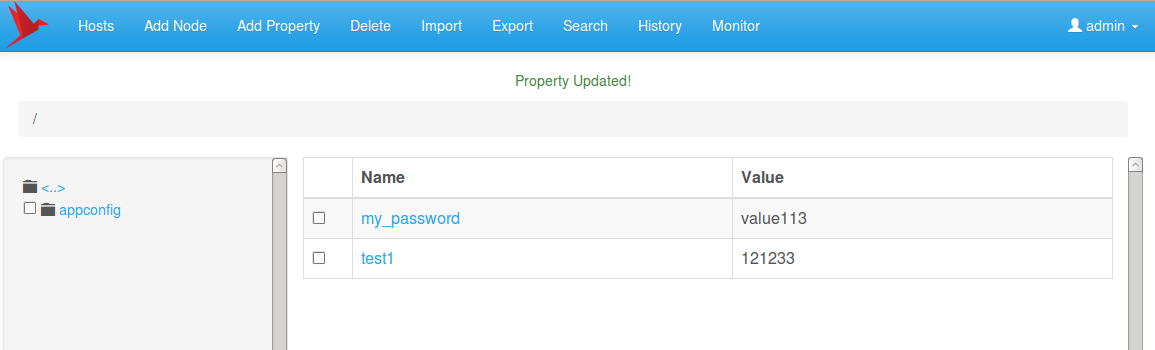 Hosts Add Node Add Property Delete Import Export Search History Monitor admin
Property Updated!
/
<..>
appconfig
Name Value
my_password value113
test1 121233